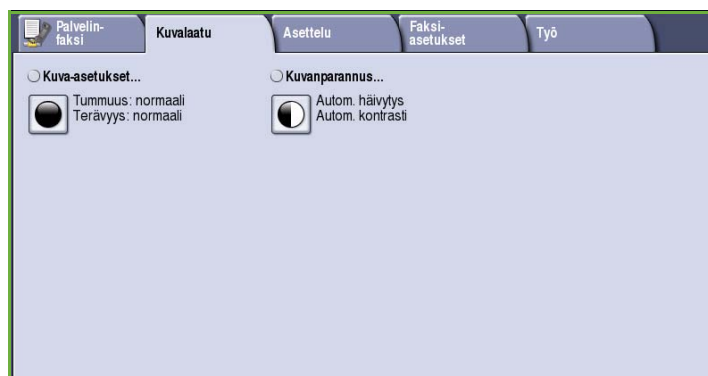 Palvelin-
faksi
Kuvalaatu
Asettelu
Faksi-
asetukset
Työ
Kuva-asetukset...
Tummuus: normaali
Terävyys: normaali
Kuvanparannus...
Autom. häivytys
Autom. kontrasti